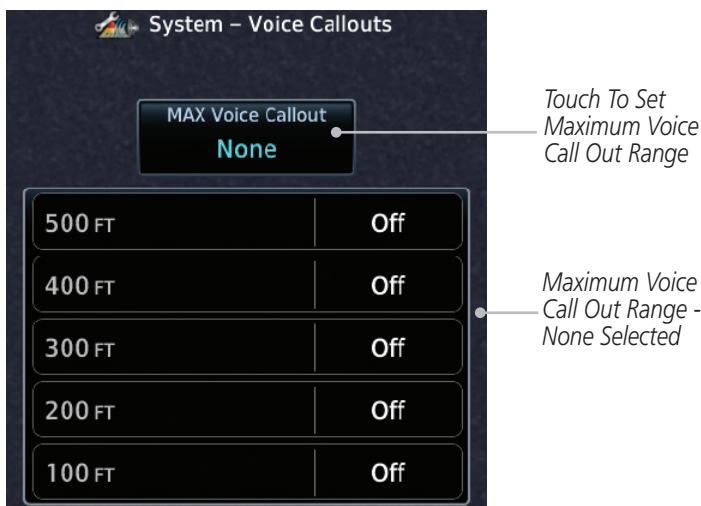 System – Voice Callouts
MAX Voice Callout
None
Touch To Set
Maximum Voice
Call Out Range
500 FT Off
400 FT Off
300 FT Off
200 FT Off
100 FT Off
Maximum Voice
Call Out Range -
None Selected